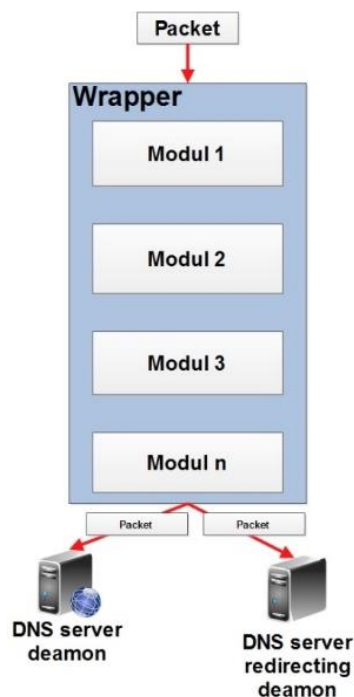 Packet
Wrapper
Modul 1
Modul 2
Modul 3
Modul n
Packet
Packet
DNS server
deamon
DNS server
redirecting
deamon